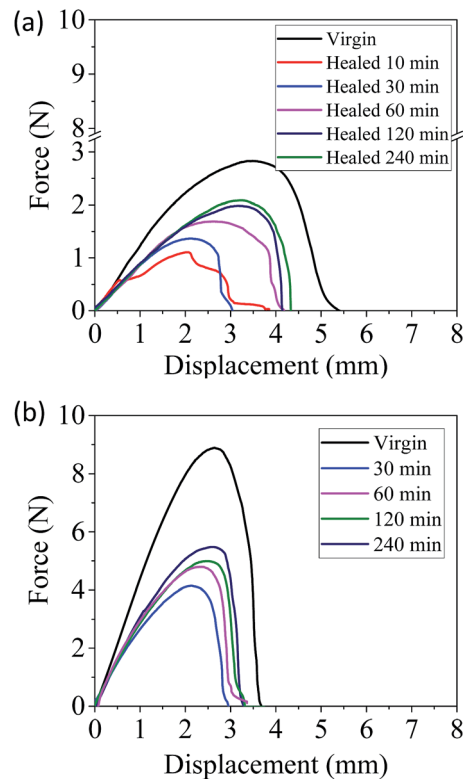 (a)
10
9
8
3
2
1
0
Force (N)
Virgin
Healed 10 min
Healed 30 min
Healed 60 min
Healed 120 min
Healed 240 min
0 1 2 3 4 5 6 7 8
Displacement (mm)
(b)
10
8
6
4
2
0
Force (N)
Virgin
30 min
60 min
120 min
240 min
0 1 2 3 4 5 6 7 8
Displacement (mm)